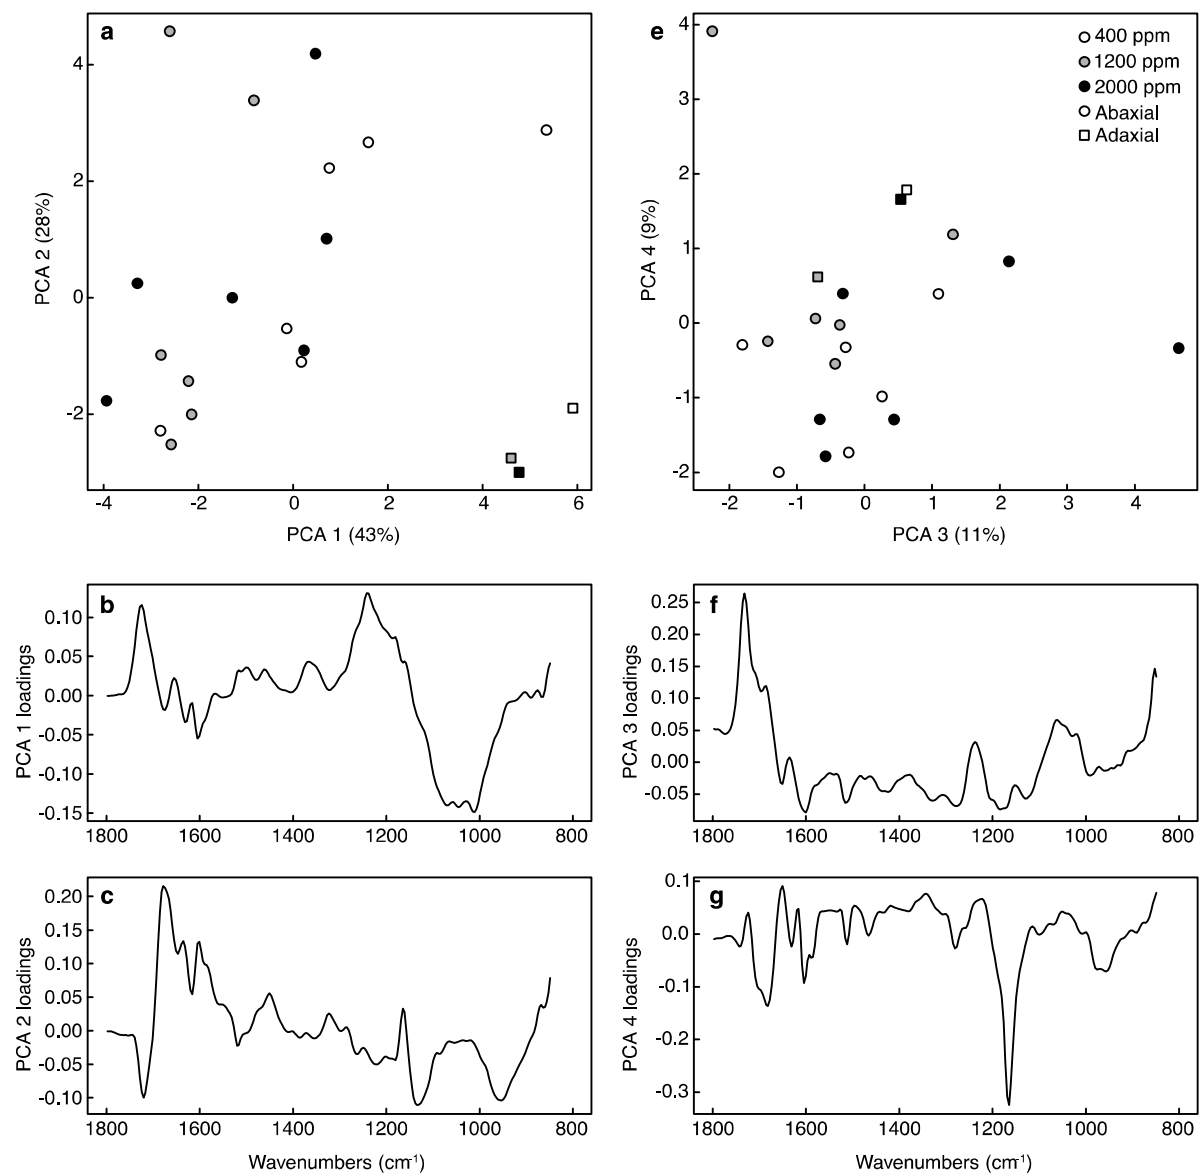 a
4
2
0
-2
PCA 2 (28%)
-4 -2 0 2 4 6
PCA 1 (43%)
e
400 ppm
1200 ppm
2000 ppm
Abaxial
Adaxial
4
3
2
1
0
-1
-2
PCA 4 (9%)
-2 -1 0 1 2 3 4
PCA 3 (11%)
b
0.10
0.05
0.00
-0.05
-0.10
-0.15
PCA 1 loadings
1800 1600 1400 1200 1000 800
f
0.25
0.20
0.15
0.10
0.05
0.00
-0.05
PCA 3 loadings
1800 1600 1400 1200 1000 800
c
0.20
0.15
0.10
0.05
0.00
-0.05
-0.10
PCA 2 loadings
1800 1600 1400 1200 1000 800
Wavenumbers (cm⁻¹)
g
0.1
0.0
-0.1
-0.2
-0.3
PCA 4 loadings
1800 1600 1400 1200 1000 800
Wavenumbers (cm⁻¹)